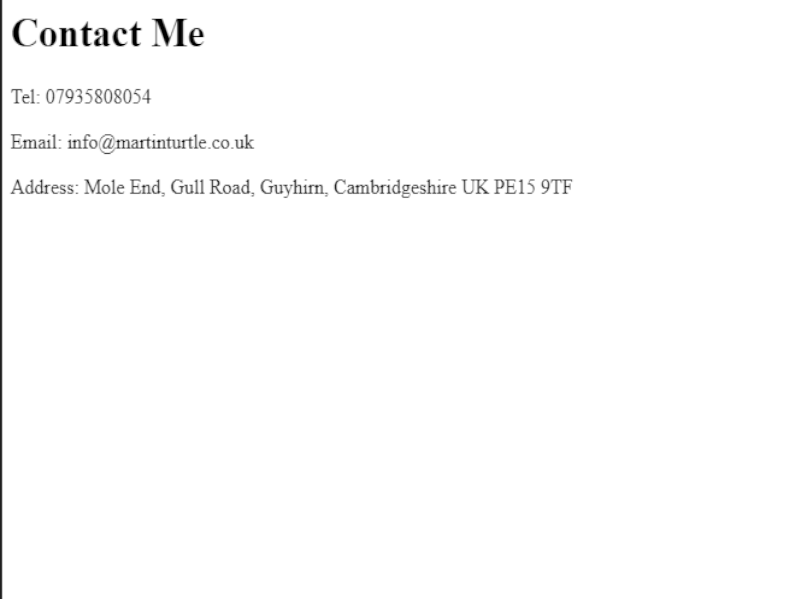 Contact Me
Tel: 07935808054
Email: info@martinturtle.co.uk
Address: Mole End, Gull Road, Guyhirn, Cambridgeshire UK PE15 9TF